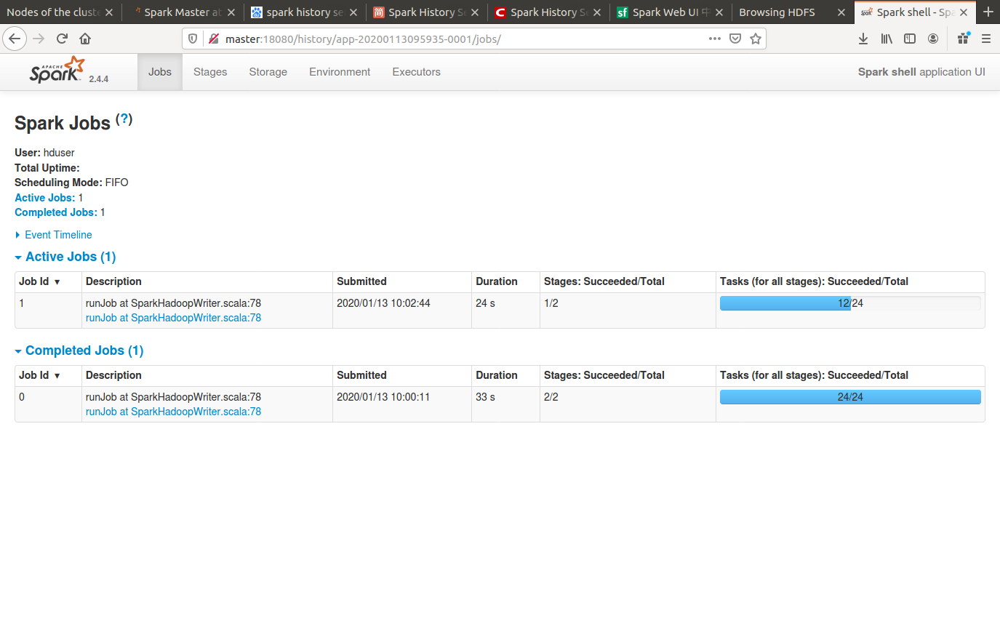 Nodes of the cluste
Spark Master at
spark history se
Spark History Se
Spark History Se
Spark Web UI 中
Browsing HDFS
Spark shell - Spa
master:18080/history/app-20200113095935-0001/jobs/
APACHE
Spark 2.4.4
Jobs
Stages
Storage
Environment
Executors
Spark shell application UI
Spark Jobs (?)
User: hduser
Total Uptime:
Scheduling Mode: FIFO
Active Jobs: 1
Completed Jobs: 1
Event Timeline
Active Jobs (1)
Job Id ▾ Description Submitted Duration Stages: Succeeded/Total Tasks (for all stages): Succeeded/Total
1 runJob at SparkHadoopWriter.scala:78 2020/01/13 10:02:44 24 s 1/2 12/24
runJob at SparkHadoopWriter.scala:78
Completed Jobs (1)
Job Id ▾ Description Submitted Duration Stages: Succeeded/Total Tasks (for all stages): Succeeded/Total
0 runJob at SparkHadoopWriter.scala:78 2020/01/13 10:00:11 33 s 2/2 24/24
runJob at SparkHadoopWriter.scala:78